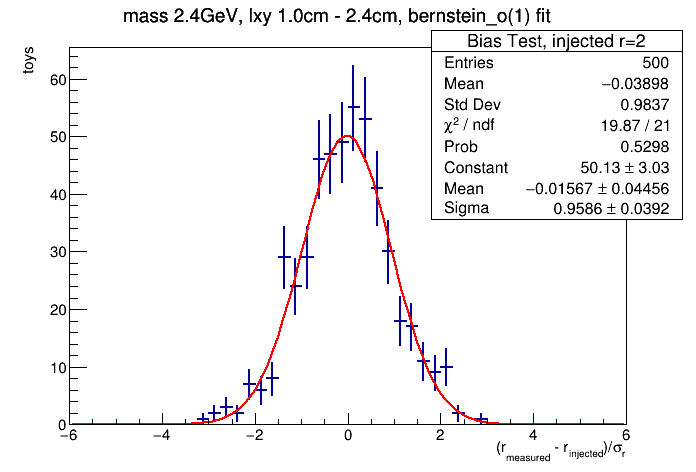 mass 2.4GeV, lxy 1.0cm - 2.4cm, bernstein_o(1) fit
Bias Test, injected r=2
Entries 500
Mean −0.03898
Std Dev 0.9837
χ² / ndf 19.87 / 21
Prob 0.5298
Constant 50.13 ± 3.03
Mean −0.01567 ± 0.04456
Sigma 0.9586 ± 0.0392
toys
60
50
40
30
20
10
0
−6 −4 −2 0 2 4 6
(r_measured - r_injected)/σ_r